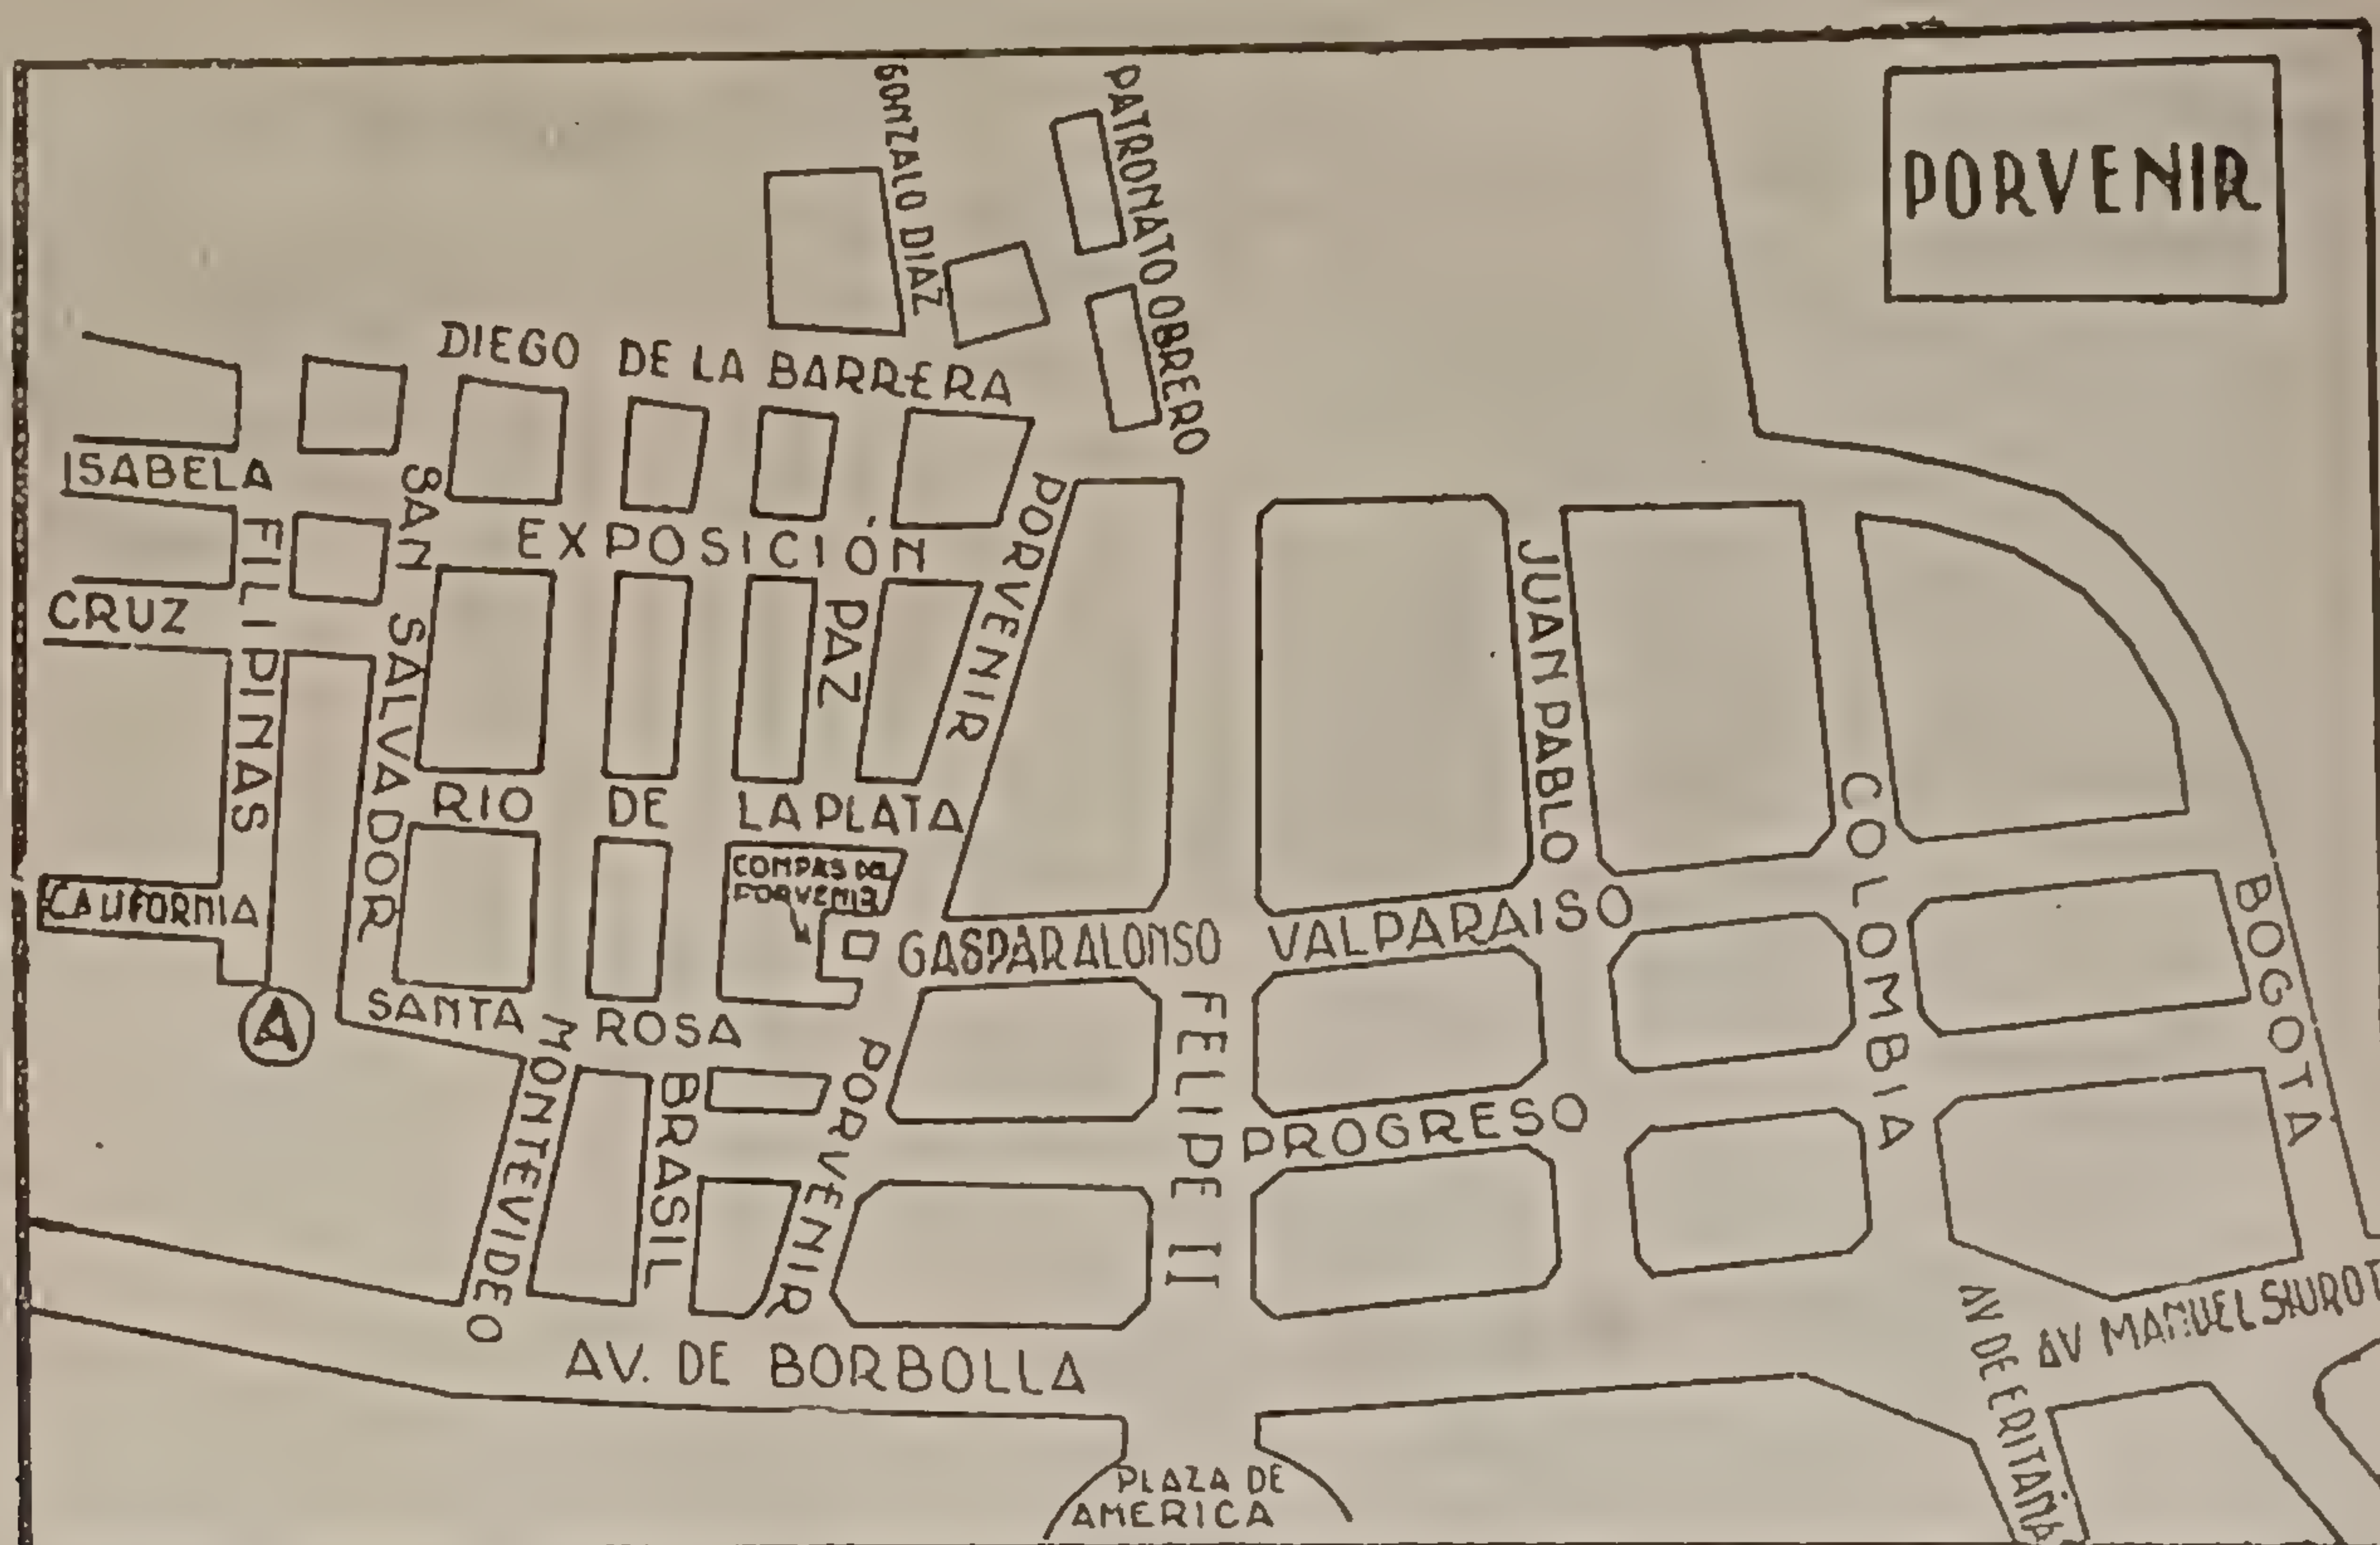 PORVENIR
GONZALO DIAZ
PATRONATO OBRERO
DIEGO DE LA BARRERA
ISABELA
SAN SALVADOR
EXPOSICIÓN
PORVENIR
FILIPINAS
CRUZ
PAZ
JUAN PABLO
RIO DE LA PLATA
COLOMBIA
COMPAS DEL
PORVENIR
CALIFORNIA
GASPAR ALONSO
VALPARAISO
BOGOTA
A
SANTA ROSA
MONTEVIDEO
BRASIL
PORVENIR
FELIPE II
PROGRESO
AV. DE BORBOLLA
AV DE ERITAÑA
AV MANUEL SIUROT
PLAZA DE
AMERICA